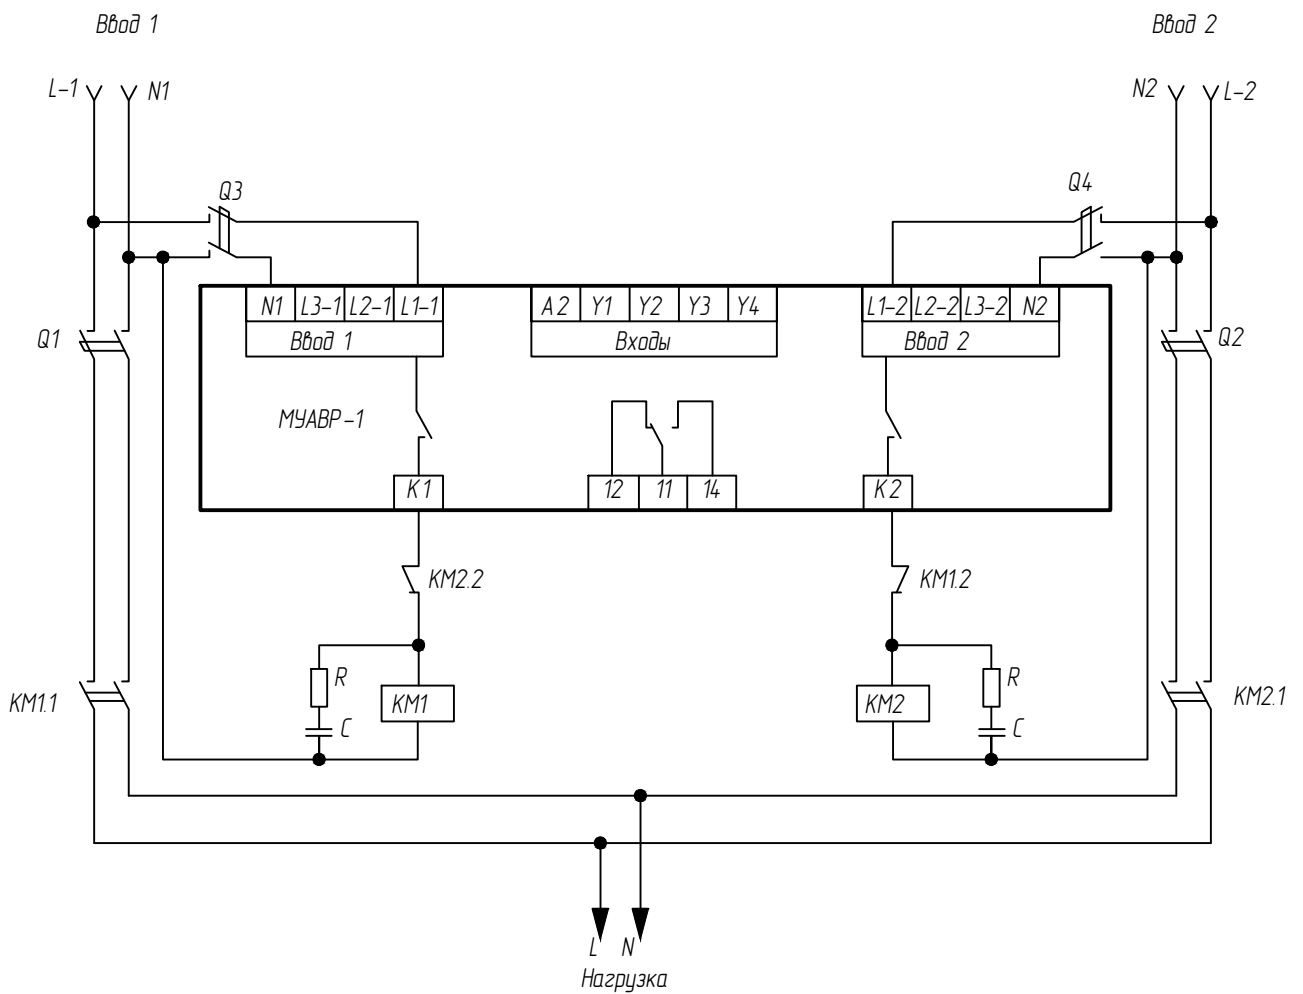 Ввод 1
Ввод 2
L-1
N1
N2
L-2
Q3
Q4
N1 L3-1 L2-1 L1-1
A2 Y1 Y2 Y3 Y4
L1-2 L2-2 L3-2 N2
Ввод 1
Входы
Ввод 2
Q1
Q2
МУАВР-1
K1
12 11 14
K2
KM2.2
KM1.2
R
R
KM1.1
KM1
KM2
KM2.1
C
C
L N
Нагрузка